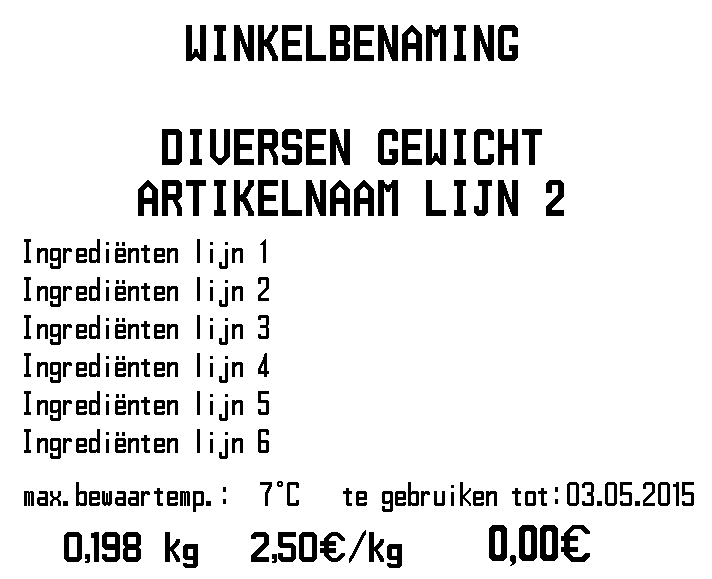 WINKELBENAMING
DIVERSEN GEWICHT
ARTIKELNAAM LIJN 2
Ingrediënten lijn 1
Ingrediënten lijn 2
Ingrediënten lijn 3
Ingrediënten lijn 4
Ingrediënten lijn 5
Ingrediënten lijn 6
max.bewaartemp.: 7°C te gebruiken tot:03.05.2015
0,198 kg 2,50€/kg 0,00€